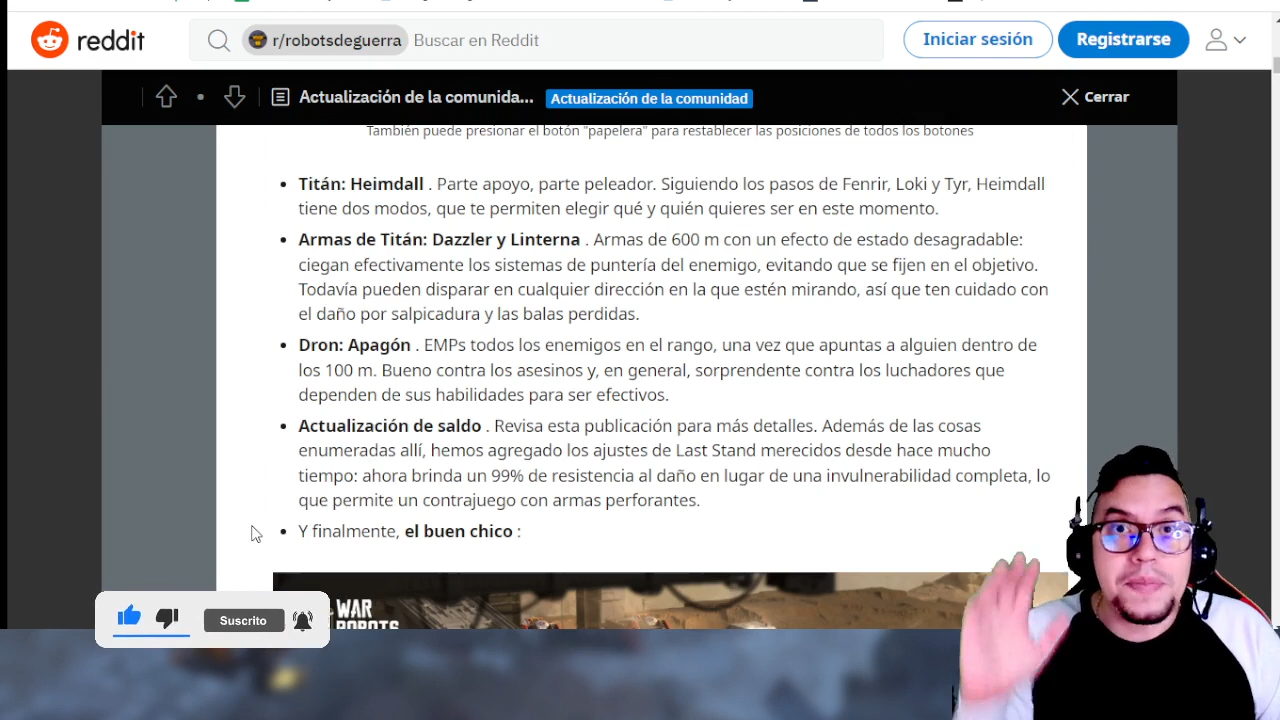 reddit
r/robotsdeguerra Buscar en Reddit
Iniciar sesión
Registrarse
Actualización de la comunida...
Actualización de la comunidad
Cerrar
También puede presionar el botón "papelera" para restablecer las posiciones de todos los botones
• Titán: Heimdall . Parte apoyo, parte peleador. Siguiendo los pasos de Fenrir, Loki y Tyr, Heimdall
tiene dos modos, que te permiten elegir qué y quién quieres ser en este momento.
• Armas de Titán: Dazzler y Linterna . Armas de 600 m con un efecto de estado desagradable:
ciegan efectivamente los sistemas de puntería del enemigo, evitando que se fijen en el objetivo.
Todavía pueden disparar en cualquier dirección en la que estén mirando, así que ten cuidado con
el daño por salpicadura y las balas perdidas.
• Dron: Apagón . EMPs todos los enemigos en el rango, una vez que apuntas a alguien dentro de
los 100 m. Bueno contra los asesinos y, en general, sorprendente contra los luchadores que
dependen de sus habilidades para ser efectivos.
• Actualización de saldo . Revisa esta publicación para más detalles. Además de las cosas
enumeradas allí, hemos agregado los ajustes de Last Stand merecidos desde hace mucho
tiempo: ahora brinda un 99% de resistencia al daño en lugar de una invulnerabilidad completa, lo
que permite un contrajuego con armas perforantes.
• Y finalmente, el buen chico :
WAR
ROBOTS
Suscrito